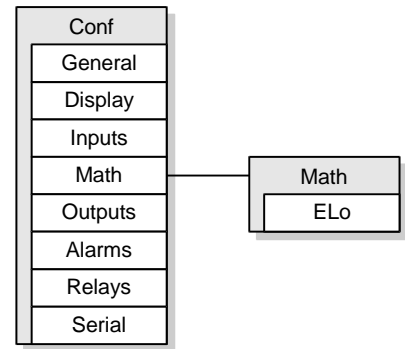 Conf
General
Display
Inputs
Math
Outputs
Alarms
Relays
Serial
Math
ELo